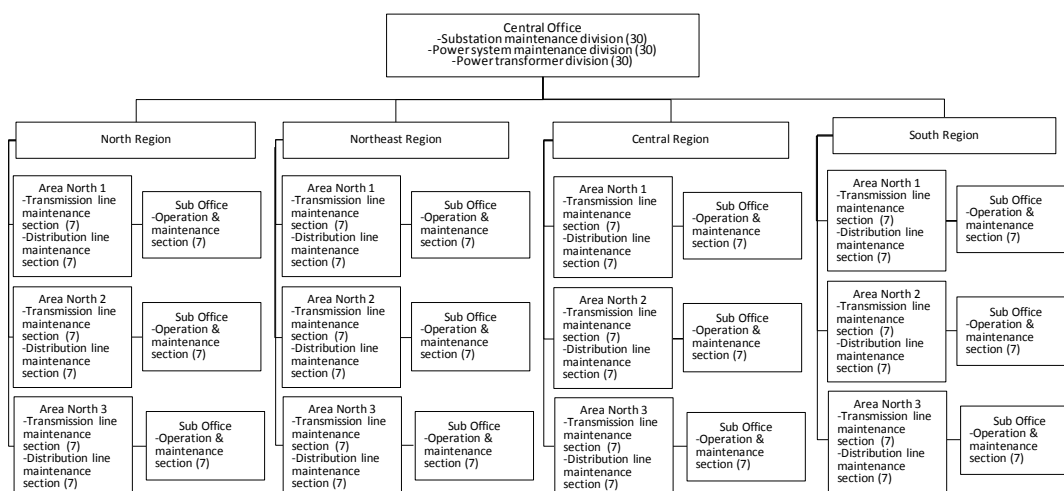 Central Office
-Substation maintenance division (30)
-Power system maintenance division (30)
-Power transformer division (30)
North Region
Northeast Region
Central Region
South Region
Area North 1
-Transmission line
maintenance
section (7)
-Distribution line
maintenance
section (7)
Sub Office
-Operation &
maintenance
section (7)
Area North 1
-Transmission line
maintenance
section (7)
-Distribution line
maintenance
section (7)
Sub Office
-Operation &
maintenance
section (7)
Area North 1
-Transmission line
maintenance
section (7)
-Distribution line
maintenance
section (7)
Sub Office
-Operation &
maintenance
section (7)
Area North 1
-Transmission line
maintenance
section (7)
-Distribution line
maintenance
section (7)
Sub Office
-Operation &
maintenance
section (7)
Area North 2
-Transmission line
maintenance
section (7)
-Distribution line
maintenance
section (7)
Sub Office
-Operation &
maintenance
section (7)
Area North 2
-Transmission line
maintenance
section (7)
-Distribution line
maintenance
section (7)
Sub Office
-Operation &
maintenance
section (7)
Area North 2
-Transmission line
maintenance
section (7)
-Distribution line
maintenance
section (7)
Sub Office
-Operation &
maintenance
section (7)
Area North 2
-Transmission line
maintenance
section (7)
-Distribution line
maintenance
section (7)
Sub Office
-Operation &
maintenance
section (7)
Area North 3
-Transmission line
maintenance
section (7)
-Distribution line
maintenance
section (7)
Sub Office
-Operation &
maintenance
section (7)
Area North 3
-Transmission line
maintenance
section (7)
-Distribution line
maintenance
section (7)
Sub Office
-Operation &
maintenance
section (7)
Area North 3
-Transmission line
maintenance
section (7)
-Distribution line
maintenance
section (7)
Sub Office
-Operation &
maintenance
section (7)
Area North 3
-Transmission line
maintenance
section (7)
-Distribution line
maintenance
section (7)
Sub Office
-Operation &
maintenance
section (7)